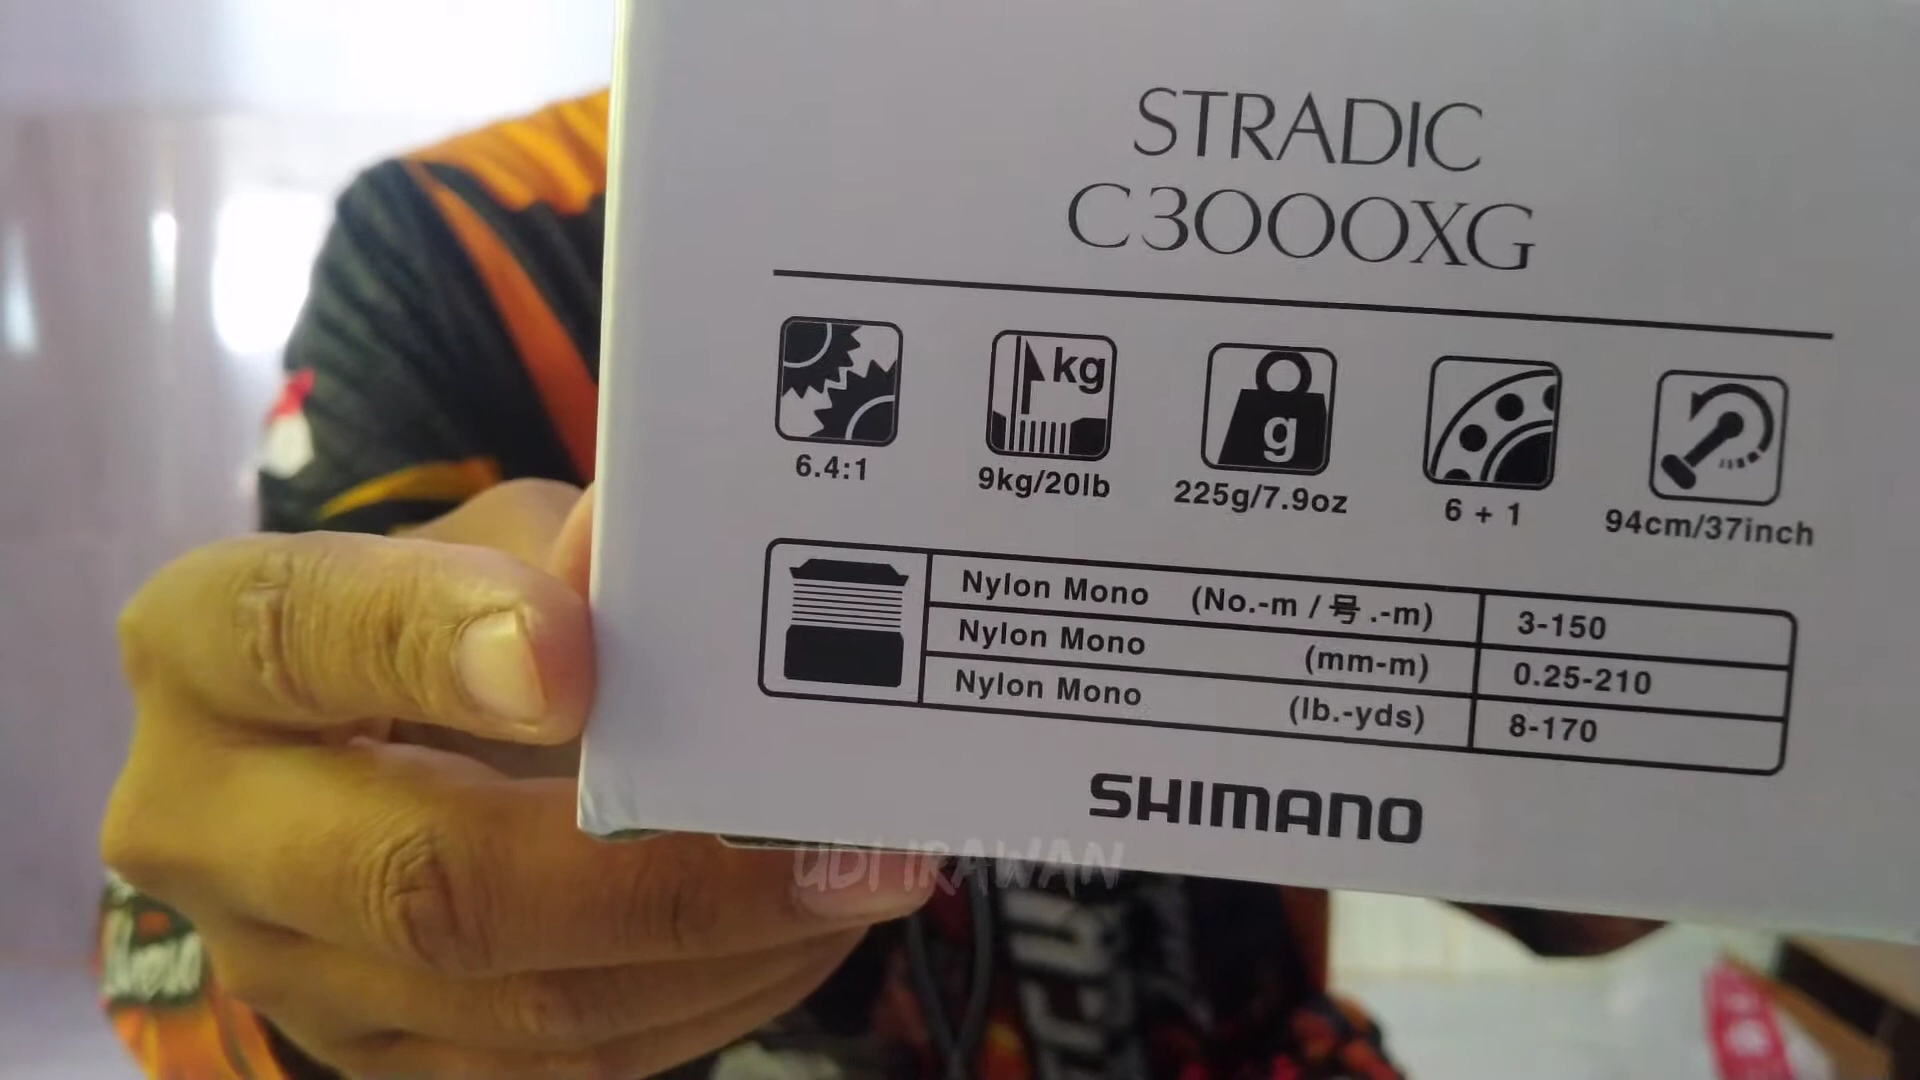 STRADIC
C3000XG
kg
g
6.4:1
9kg/20lb
225g/7.9oz
6 + 1
94cm/37inch
Nylon Mono (No.-m / 号.-m) 3-150
Nylon Mono (mm-m) 0.25-210
Nylon Mono (lb.-yds) 8-170
SHIMANO
UDI IRAWAN